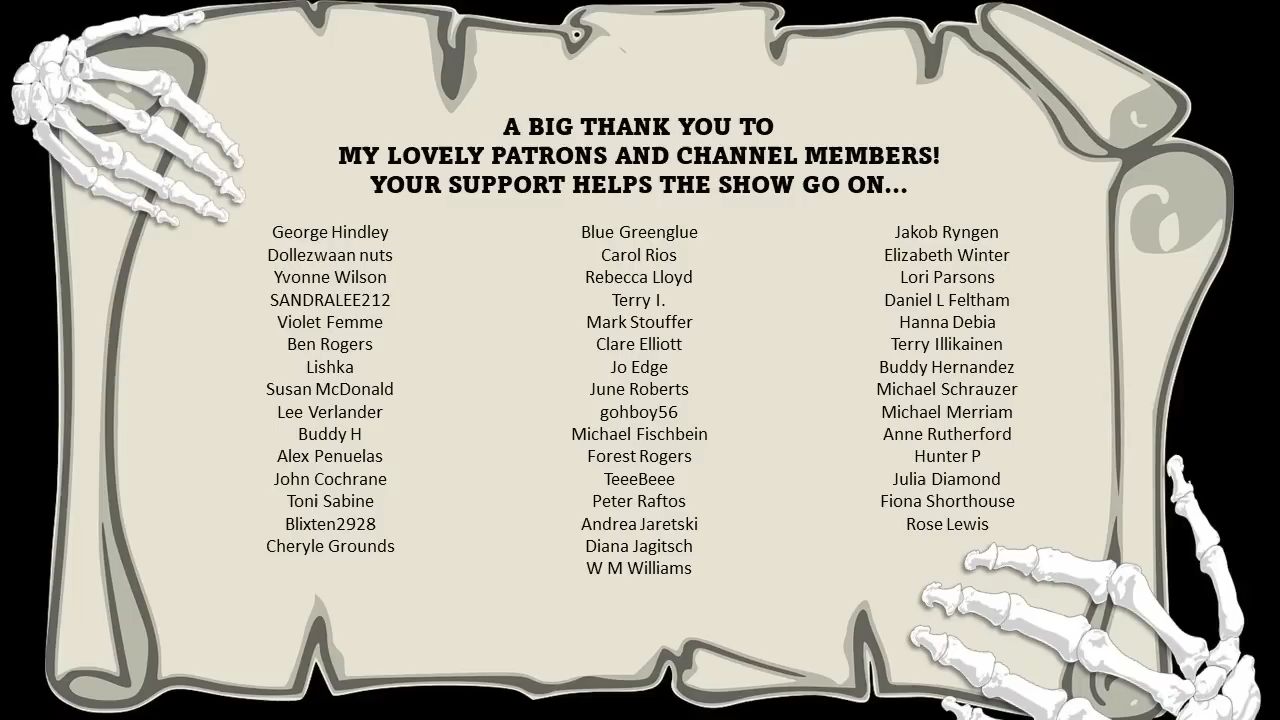 A BIG THANK YOU TO
MY LOVELY PATRONS AND CHANNEL MEMBERS!
YOUR SUPPORT HELPS THE SHOW GO ON...
George Hindley
Dollezwaan nuts
Yvonne Wilson
SANDRALEE212
Violet Femme
Ben Rogers
Lishka
Susan McDonald
Lee Verlander
Buddy H
Alex Penuelas
John Cochrane
Toni Sabine
Blixten2928
Cheryle Grounds
Blue Greenglue
Carol Rios
Rebecca Lloyd
Terry I.
Mark Stouffer
Clare Elliott
Jo Edge
June Roberts
gohboy56
Michael Fischbein
Forest Rogers
TeeeBeee
Peter Raftos
Andrea Jaretski
Diana Jagitsch
W M Williams
Jakob Ryngen
Elizabeth Winter
Lori Parsons
Daniel L Feltham
Hanna Debia
Terry Illikainen
Buddy Hernandez
Michael Schrauzer
Michael Merriam
Anne Rutherford
Hunter P
Julia Diamond
Fiona Shorthouse
Rose Lewis